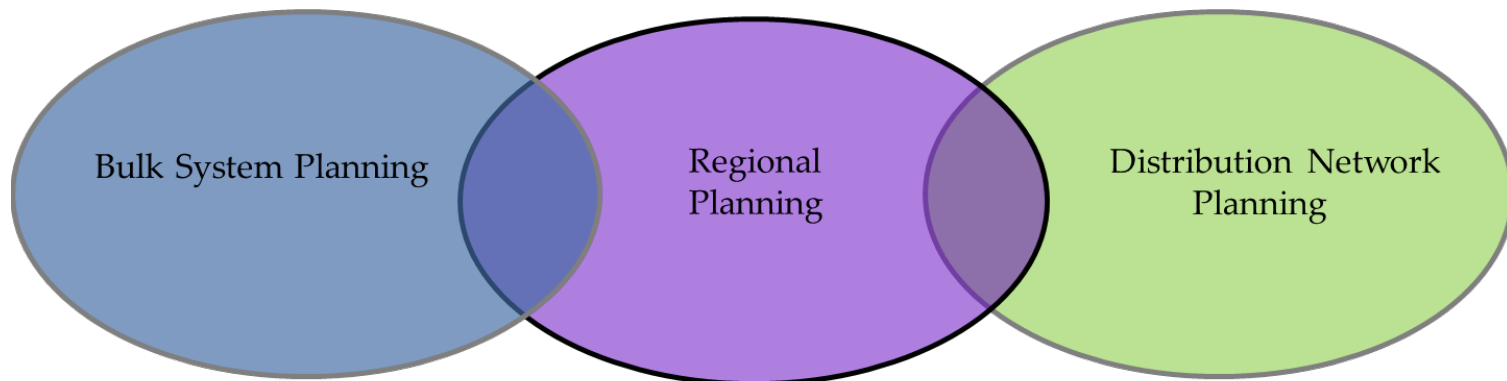 Bulk System Planning
Regional
Planning
Distribution Network
Planning